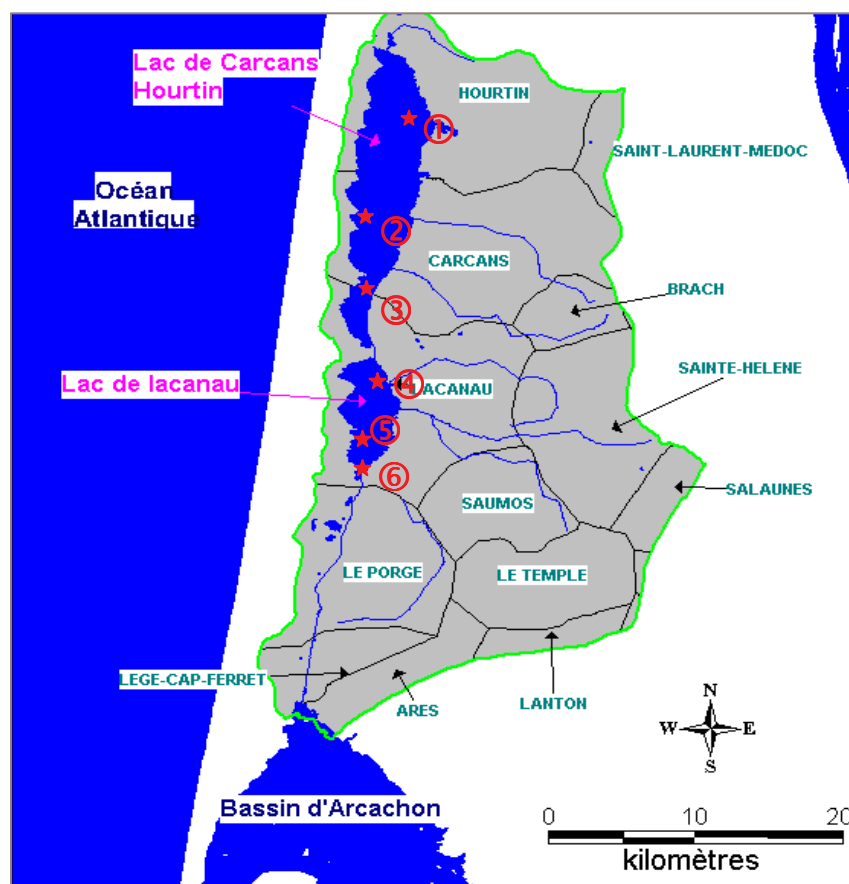 Lac de Carcans
Hourtin
HOURTIN
①
SAINT-LAURENT-MEDOC
Océan
Atlantique
②
CARCANS
BRACH
③
SAINTE-HELENE
Lac de lacanau
④
LACANAU
⑤
⑥
SALAUNES
SAUMOS
LE PORGE
LE TEMPLE
LEGE-CAP-FERRET
ARES
LANTON
N
W E
S
Bassin d'Arcachon
0 10 20
kilomètres